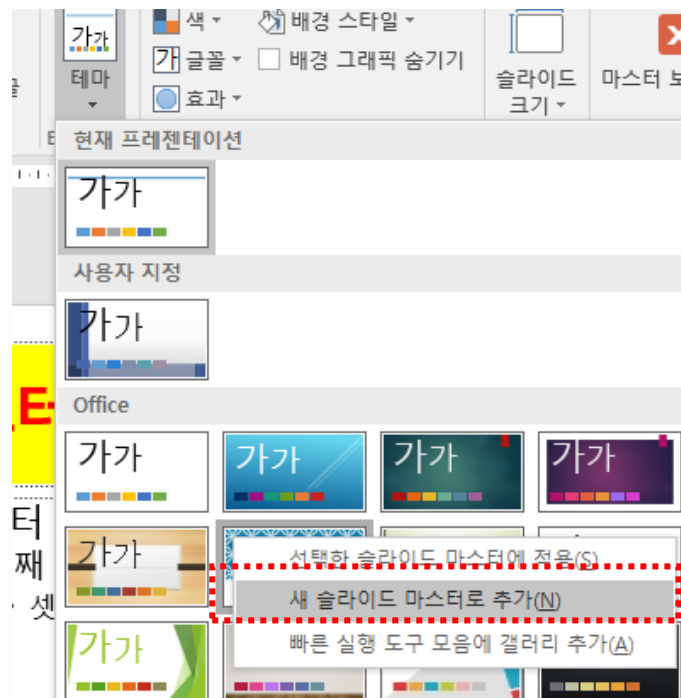 가가
테마
색
배경 스타일
가 글꼴
배경 그래픽 숨기기
효과
슬라이드
크기
마스터 보
현재 프레젠테이션
가가
사용자 지정
가가
Office
가가
가가
가가
가가
가가
선택한 슬라이드 마스터에 적용(S)
새 슬라이드 마스터로 추가(N)
빠른 실행 도구 모음에 갤러리 추가(A)
가가
터
째
셋